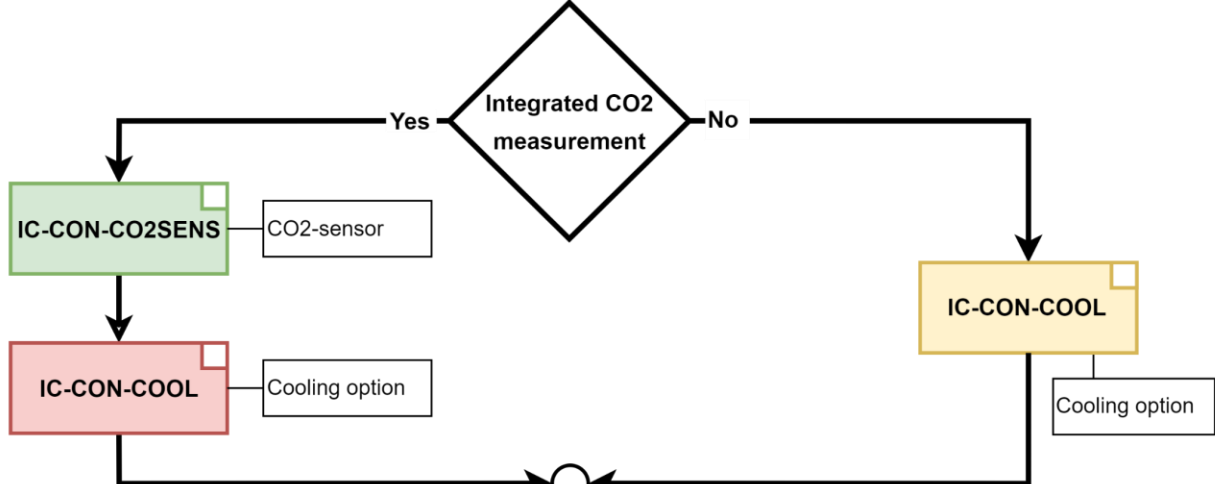 Integrated CO2
measurement
Yes
No
IC-CON-CO2SENS
CO2-sensor
IC-CON-COOL
IC-CON-COOL
Cooling option
Cooling option